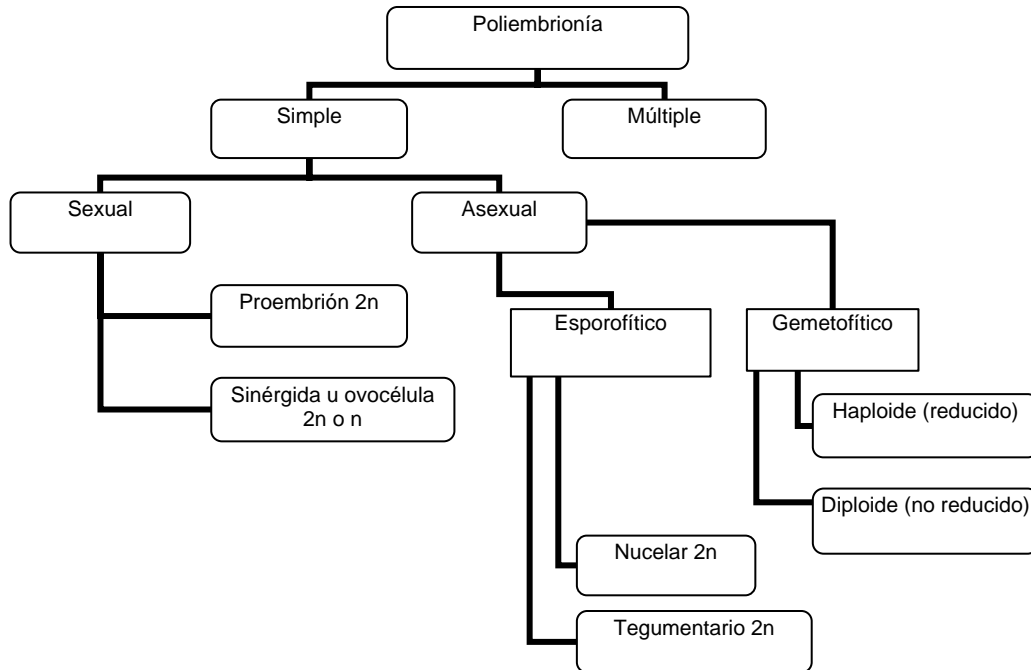 Poliembrionía
Simple
Múltiple
Sexual
Asexual
Proembrión 2n
Esporofítico
Gemetofítico
Sinérgida u ovocélula
2n o n
Haploide (reducido)
Diploide (no reducido)
Nucelar 2n
Tegumentario 2n